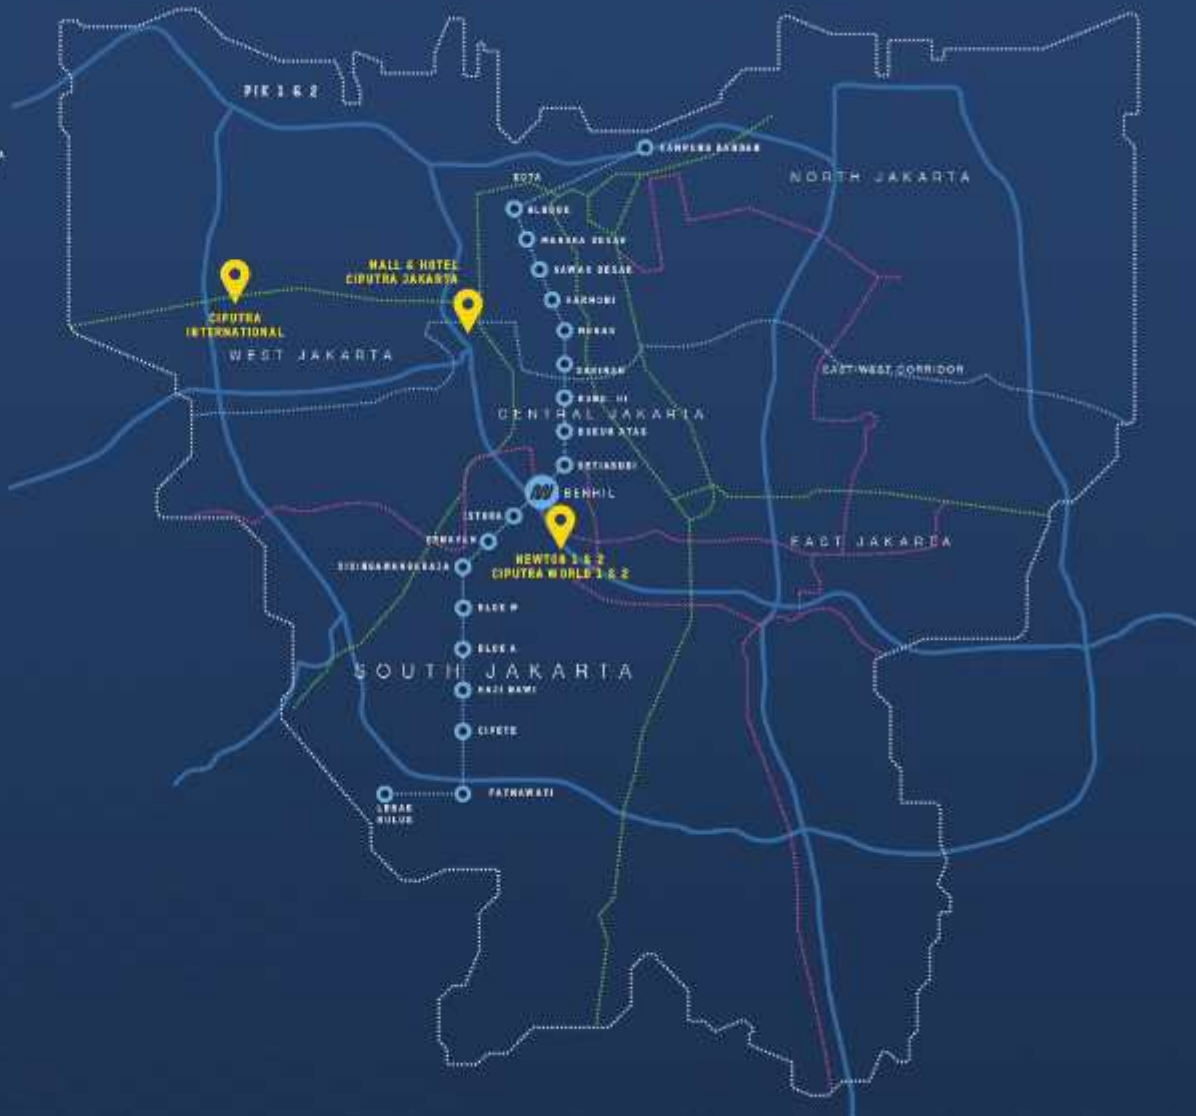 PIK 1 & 2
KAMPUNG BANDAN
NORTH JAKARTA
KOTA
GLODOK
MANGGA BESAR
MALL & HOTEL
CIPUTRA JAKARTA
SAWAH BESAR
HARMONI
CIPUTRA
INTERNATIONAL
MONAS
WEST JAKARTA
SARINAH
EAST-WEST CORRIDOR
BUND. HI
CENTRAL JAKARTA
DUKUH ATAS
SETIABUDI
BENHIL
ISTORA
SENAYAN
EAST JAKARTA
NEWTON 1 & 2
CIPUTRA WORLD 1 & 2
SISINGAMANGARAJA
BLOK M
BLOK A
SOUTH JAKARTA
HAJI NAWI
CIPETE
FATMAWATI
LEBAK
BULUS